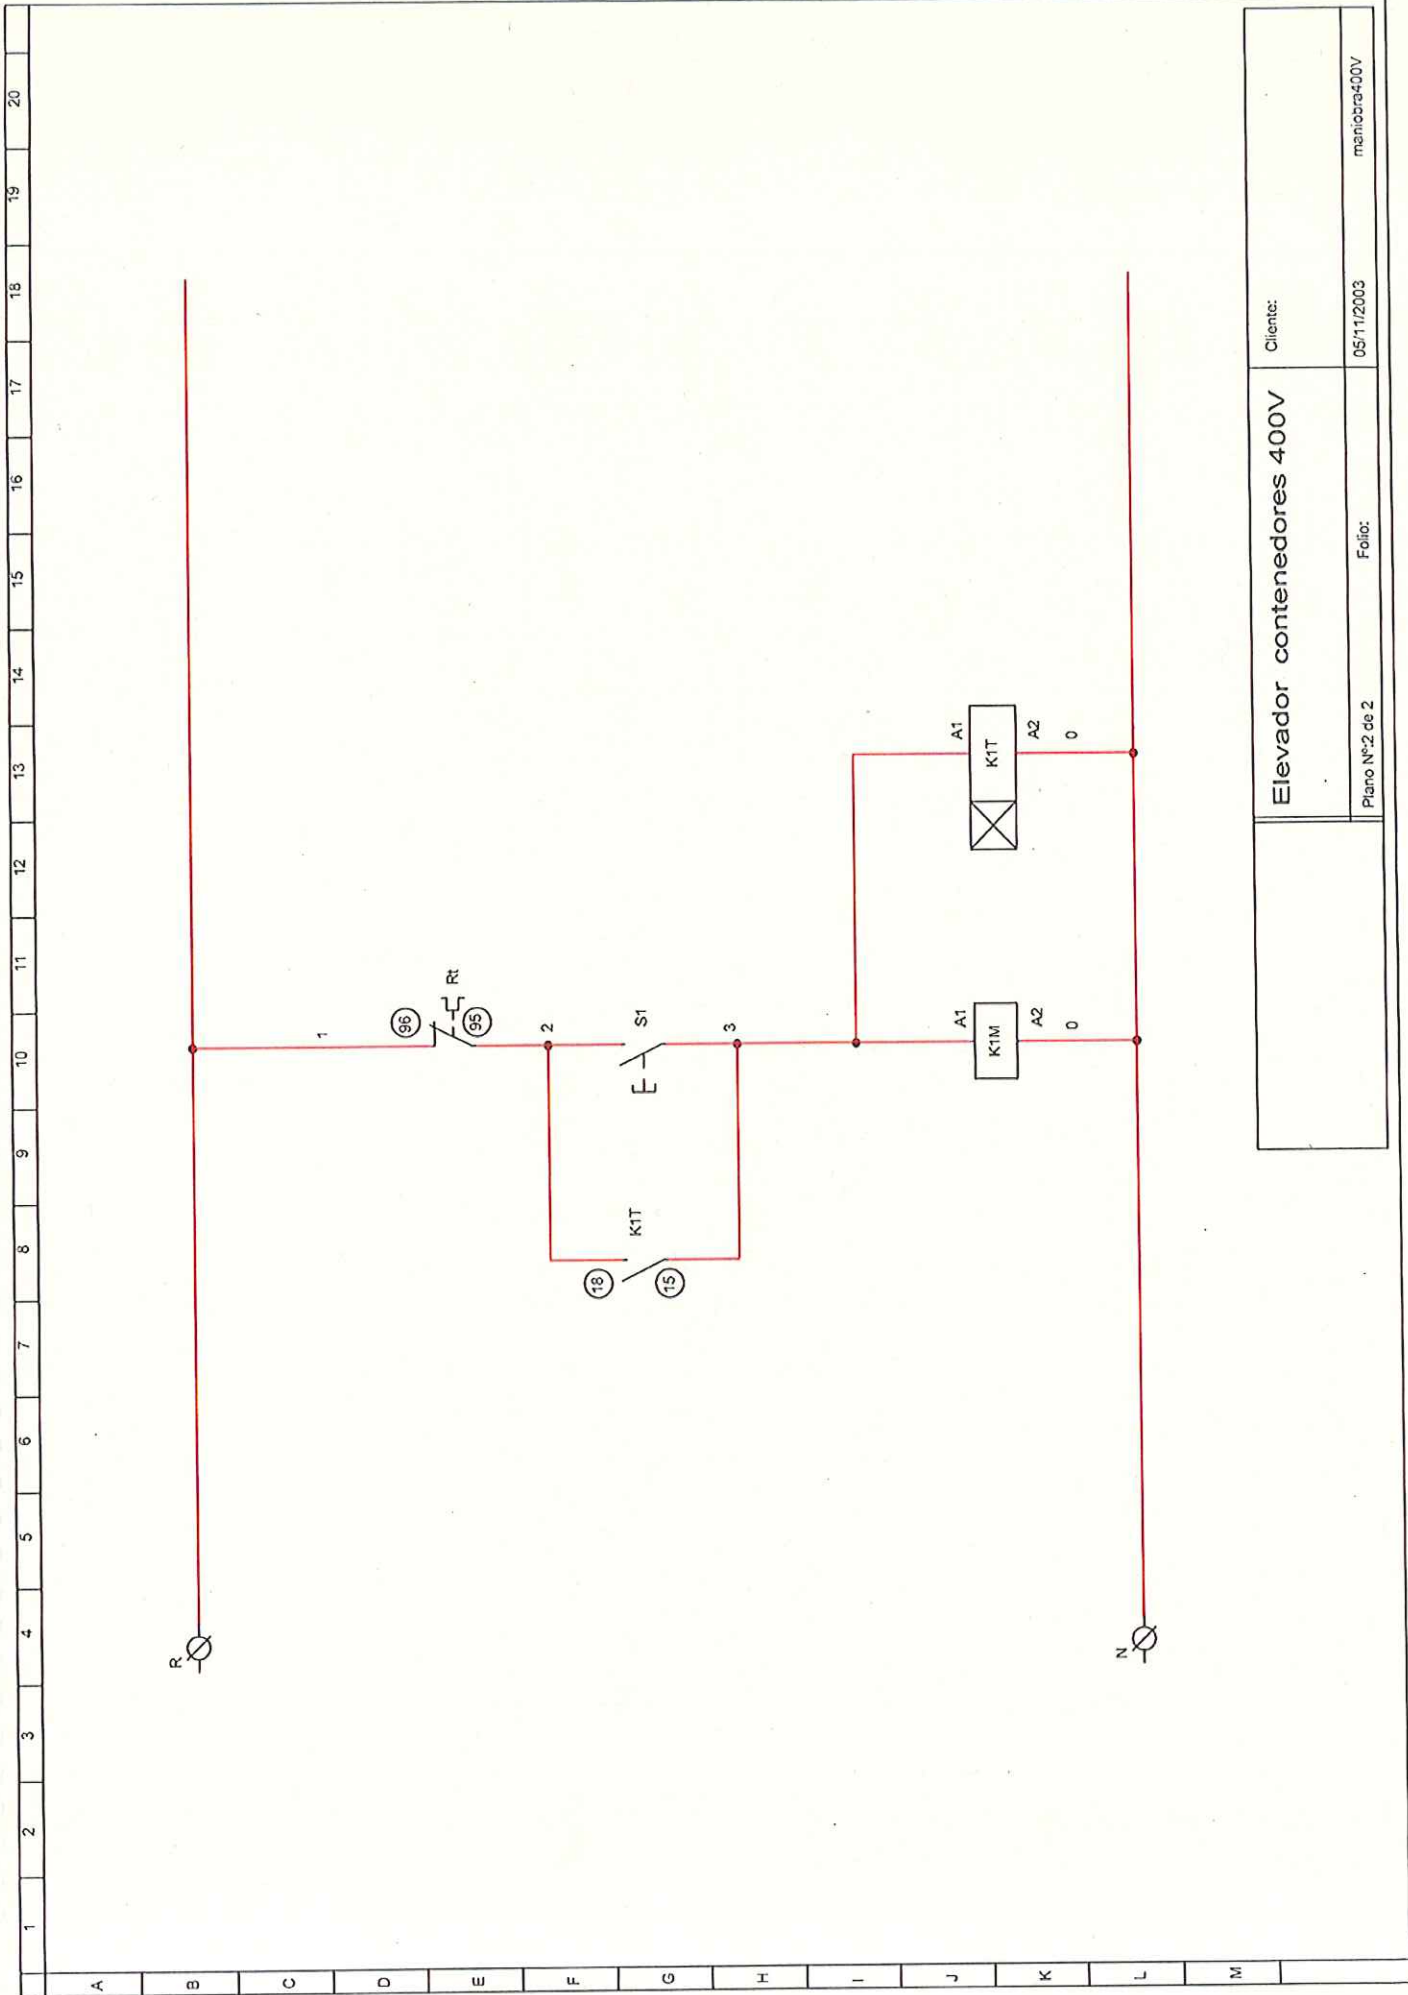 1 2 3 4 5 6 7 8 9 10 11 12 13 14 15 16 17 18 19 20
A
B
C
D
E
F
G
H
I
J
K
L
M
R
1
96
Rt
95
2
18
K1T
15
S1
3
A1
K1M
A2
0
A1
K1T
A2
0
N
Elevador contenedores 400V
Cliente:
Plano Nº:2 de 2
Folio:
05/11/2003
maniobra400V